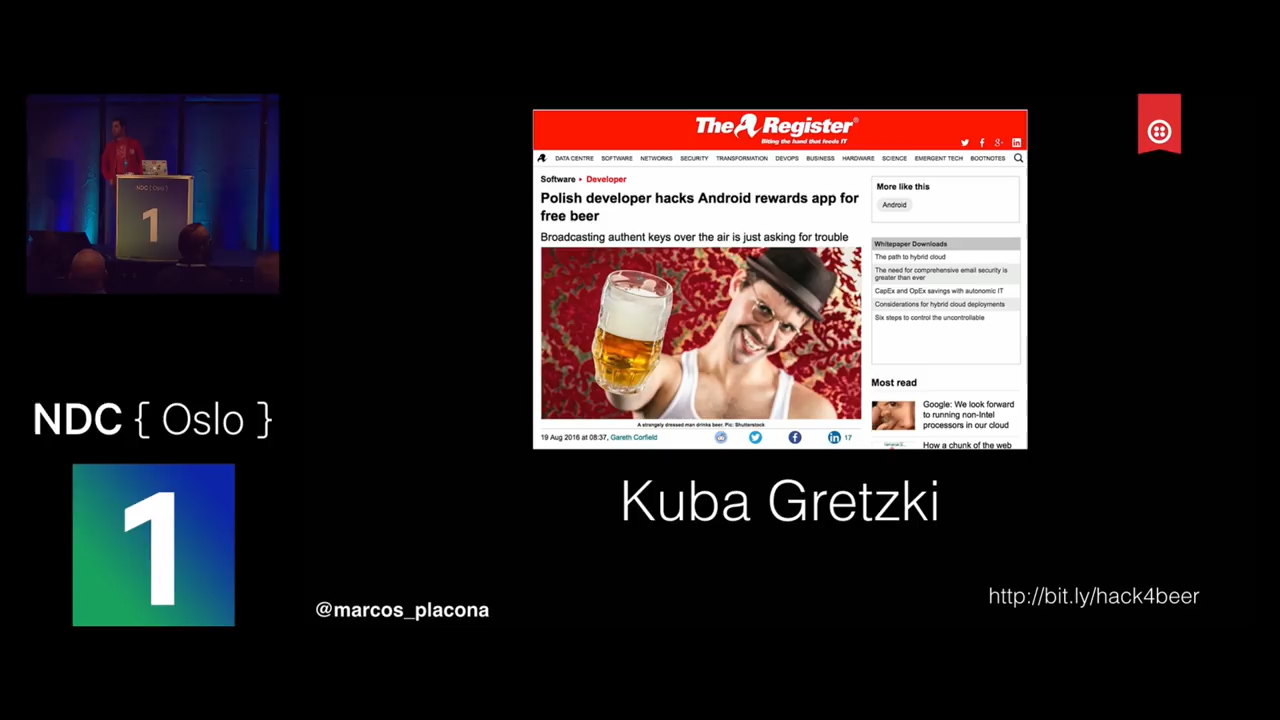 NDC { Oslo }
1
NDC { Oslo }
1
The Register®
Biting the hand that feeds IT
DATA CENTRE SOFTWARE NETWORKS SECURITY TRANSFORMATION DEVOPS BUSINESS HARDWARE SCIENCE EMERGENT TECH BOOTNOTES
Software • Developer
Polish developer hacks Android rewards app for
free beer
Broadcasting authent keys over the air is just asking for trouble
A strangely dressed man drinks beer. Pic: Shutterstock
19 Aug 2016 at 08:37, Gareth Corfield
17
More like this
Android
Whitepaper Downloads
The path to hybrid cloud
The need for comprehensive email security is
greater than ever
CapEx and OpEx savings with autonomic IT
Considerations for hybrid cloud deployments
Six steps to control the uncontrollable
Most read
Google: We look forward
to running non-Intel
processors in our cloud
How a chunk of the web
Kuba Gretzki
@marcos_placona
http://bit.ly/hack4beer